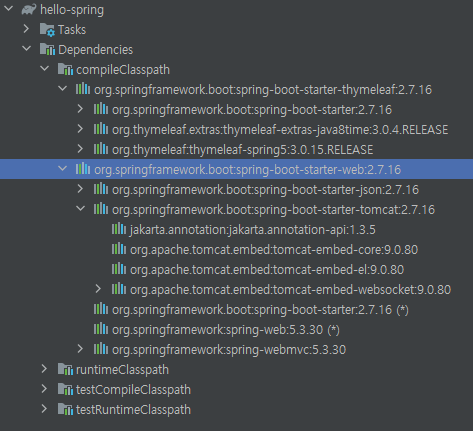 hello-spring
Tasks
Dependencies
compileClasspath
org.springframework.boot:spring-boot-starter-thymeleaf:2.7.16
org.springframework.boot:spring-boot-starter:2.7.16
org.thymeleaf.extras:thymeleaf-extras-java8time:3.0.4.RELEASE
org.thymeleaf:thymeleaf-spring5:3.0.15.RELEASE
org.springframework.boot:spring-boot-starter-web:2.7.16
org.springframework.boot:spring-boot-starter-json:2.7.16
org.springframework.boot:spring-boot-starter-tomcat:2.7.16
jakarta.annotation:jakarta.annotation-api:1.3.5
org.apache.tomcat.embed:tomcat-embed-core:9.0.80
org.apache.tomcat.embed:tomcat-embed-el:9.0.80
org.apache.tomcat.embed:tomcat-embed-websocket:9.0.80
org.springframework.boot:spring-boot-starter:2.7.16 (*)
org.springframework:spring-web:5.3.30 (*)
org.springframework:spring-webmvc:5.3.30
runtimeClasspath
testCompileClasspath
testRuntimeClasspath